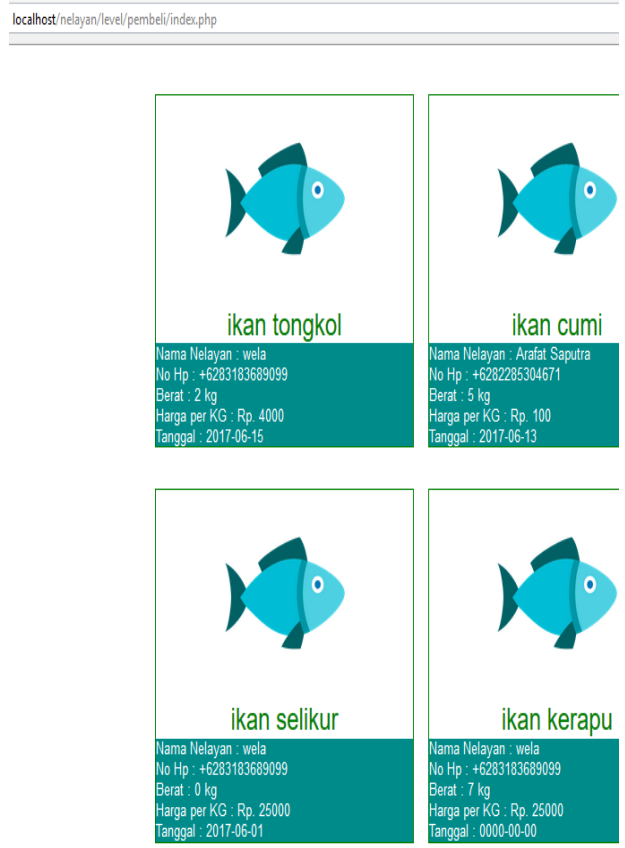 localhost/nelayan/level/pembeli/index.php
ikan tongkol
Nama Nelayan : wela
No Hp : +6283183689099
Berat : 2 kg
Harga per KG : Rp. 4000
Tanggal : 2017-06-15
ikan cumi
Nama Nelayan : Arafat Saputra
No Hp : +6282285304671
Berat : 5 kg
Harga per KG : Rp. 100
Tanggal : 2017-06-13
ikan selikur
Nama Nelayan : wela
No Hp : +6283183689099
Berat : 0 kg
Harga per KG : Rp. 25000
Tanggal : 2017-06-01
ikan kerapu
Nama Nelayan : wela
No Hp : +6283183689099
Berat : 7 kg
Harga per KG : Rp. 25000
Tanggal : 0000-00-00